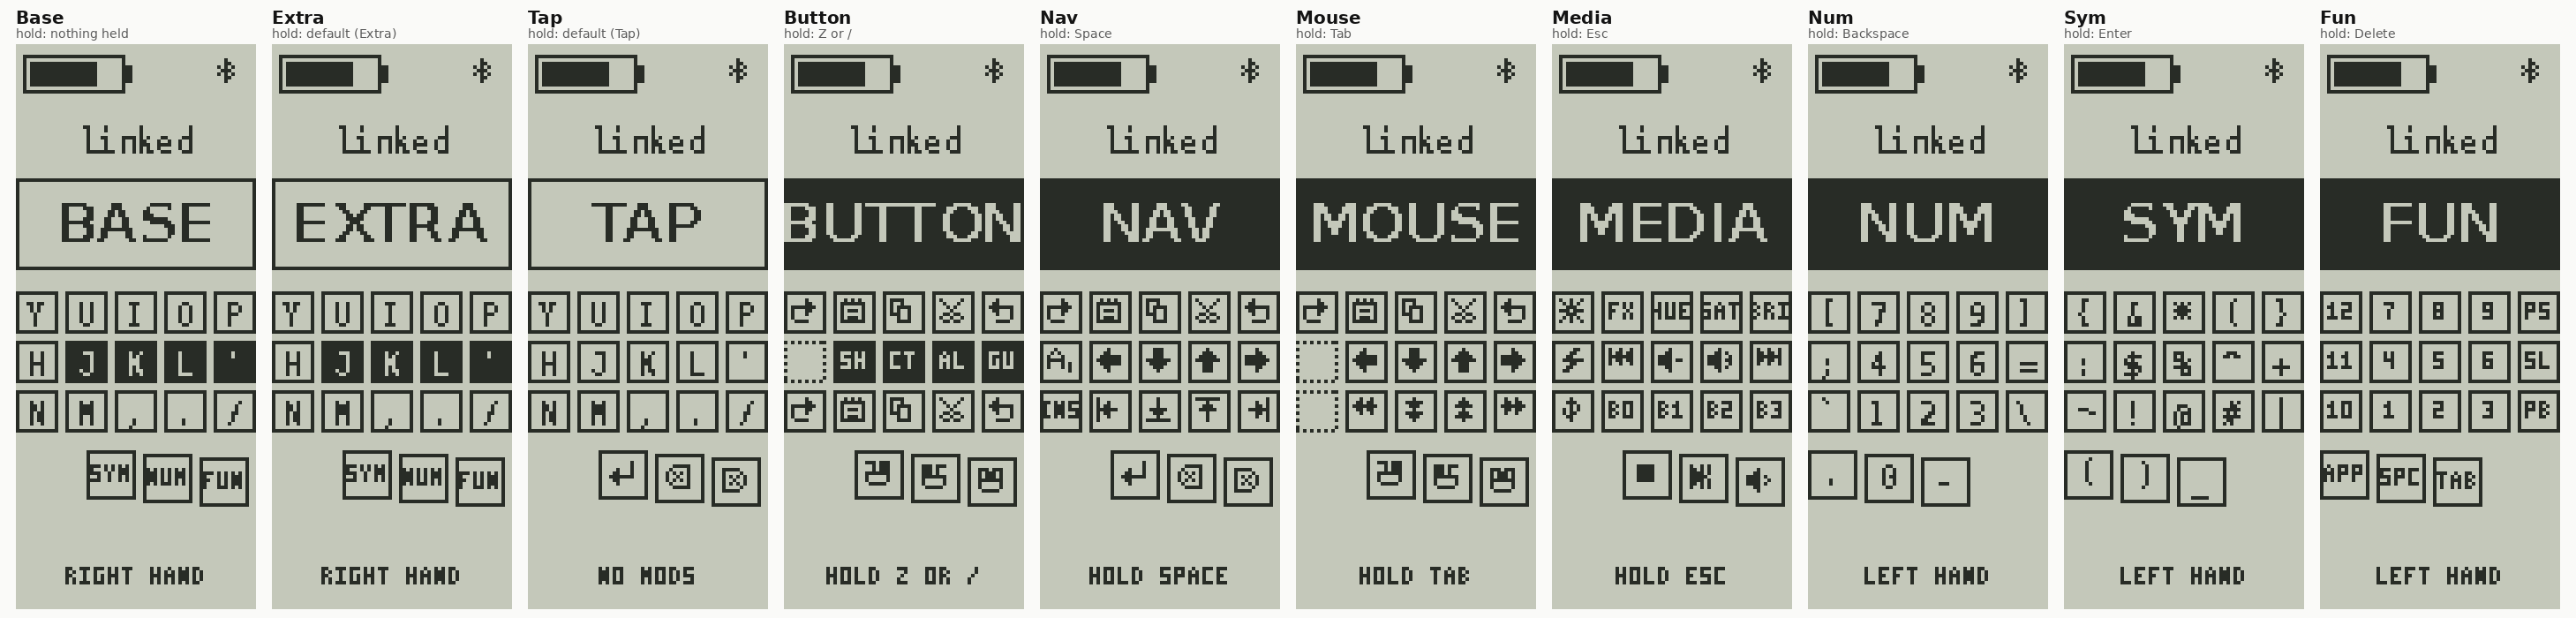 Base
hold: nothing held
linked
BASE
Y U I O P
H J K L '
N M , . /
SYM NUM FUN
RIGHT HAND
Extra
hold: default (Extra)
linked
EXTRA
Y U I O P
H J K L '
N M , . /
SYM NUM FUN
RIGHT HAND
Tap
hold: default (Tap)
linked
TAP
Y U I O P
H J K L '
N M , . /
NO MODS
Button
hold: Z or /
linked
BUTTON
SH CT AL GU
HOLD Z OR /
Nav
hold: Space
linked
NAV
INS
HOLD SPACE
Mouse
hold: Tab
linked
MOUSE
HOLD TAB
Media
hold: Esc
linked
MEDIA
FX HUE SAT BRI
B0 B1 B2 B3
HOLD ESC
Num
hold: Backspace
linked
NUM
[ 7 8 9 ]
; 4 5 6 =
` 1 2 3 \
. 0 -
LEFT HAND
Sym
hold: Enter
linked
SYM
{ & * ( }
: $ % ^ +
~ ! @ # |
( ) _
LEFT HAND
Fun
hold: Delete
linked
FUN
12 7 8 9 PS
11 4 5 6 SL
10 1 2 3 PB
APP SPC TAB
LEFT HAND